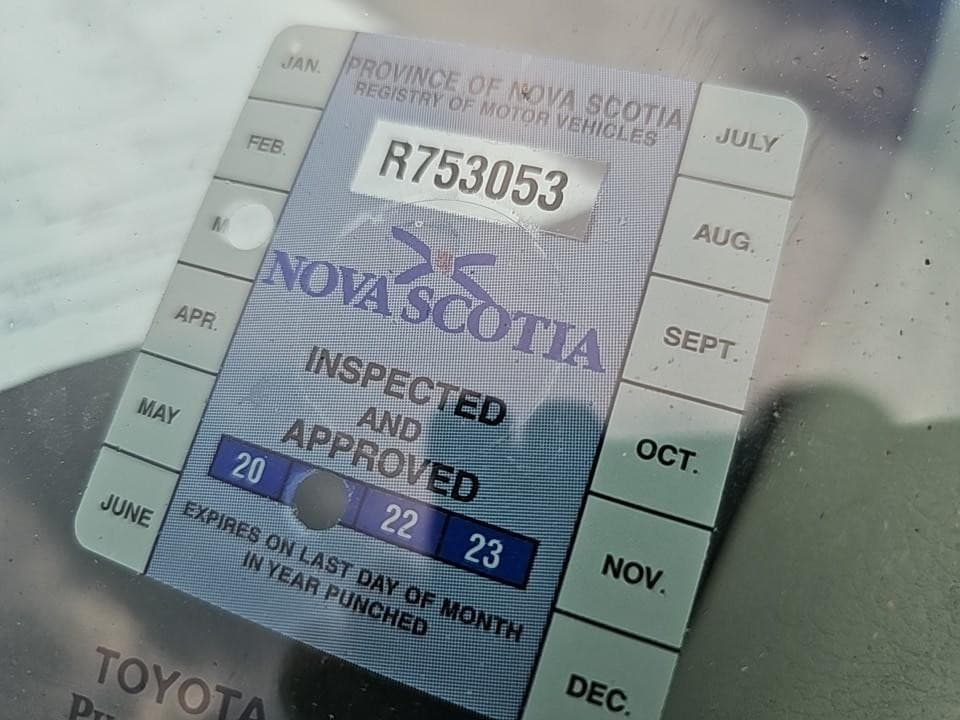 JAN.
FEB.
APR.
MAY
JUNE
PROVINCE OF NOVA SCOTIA
REGISTRY OF MOTOR VEHICLES
R753053
NOVA SCOTIA
INSPECTED
AND
APPROVED
20 22 23
EXPIRES ON LAST DAY OF MONTH
IN YEAR PUNCHED
JULY
AUG.
SEPT.
OCT.
NOV.
DEC.
TOYOTA